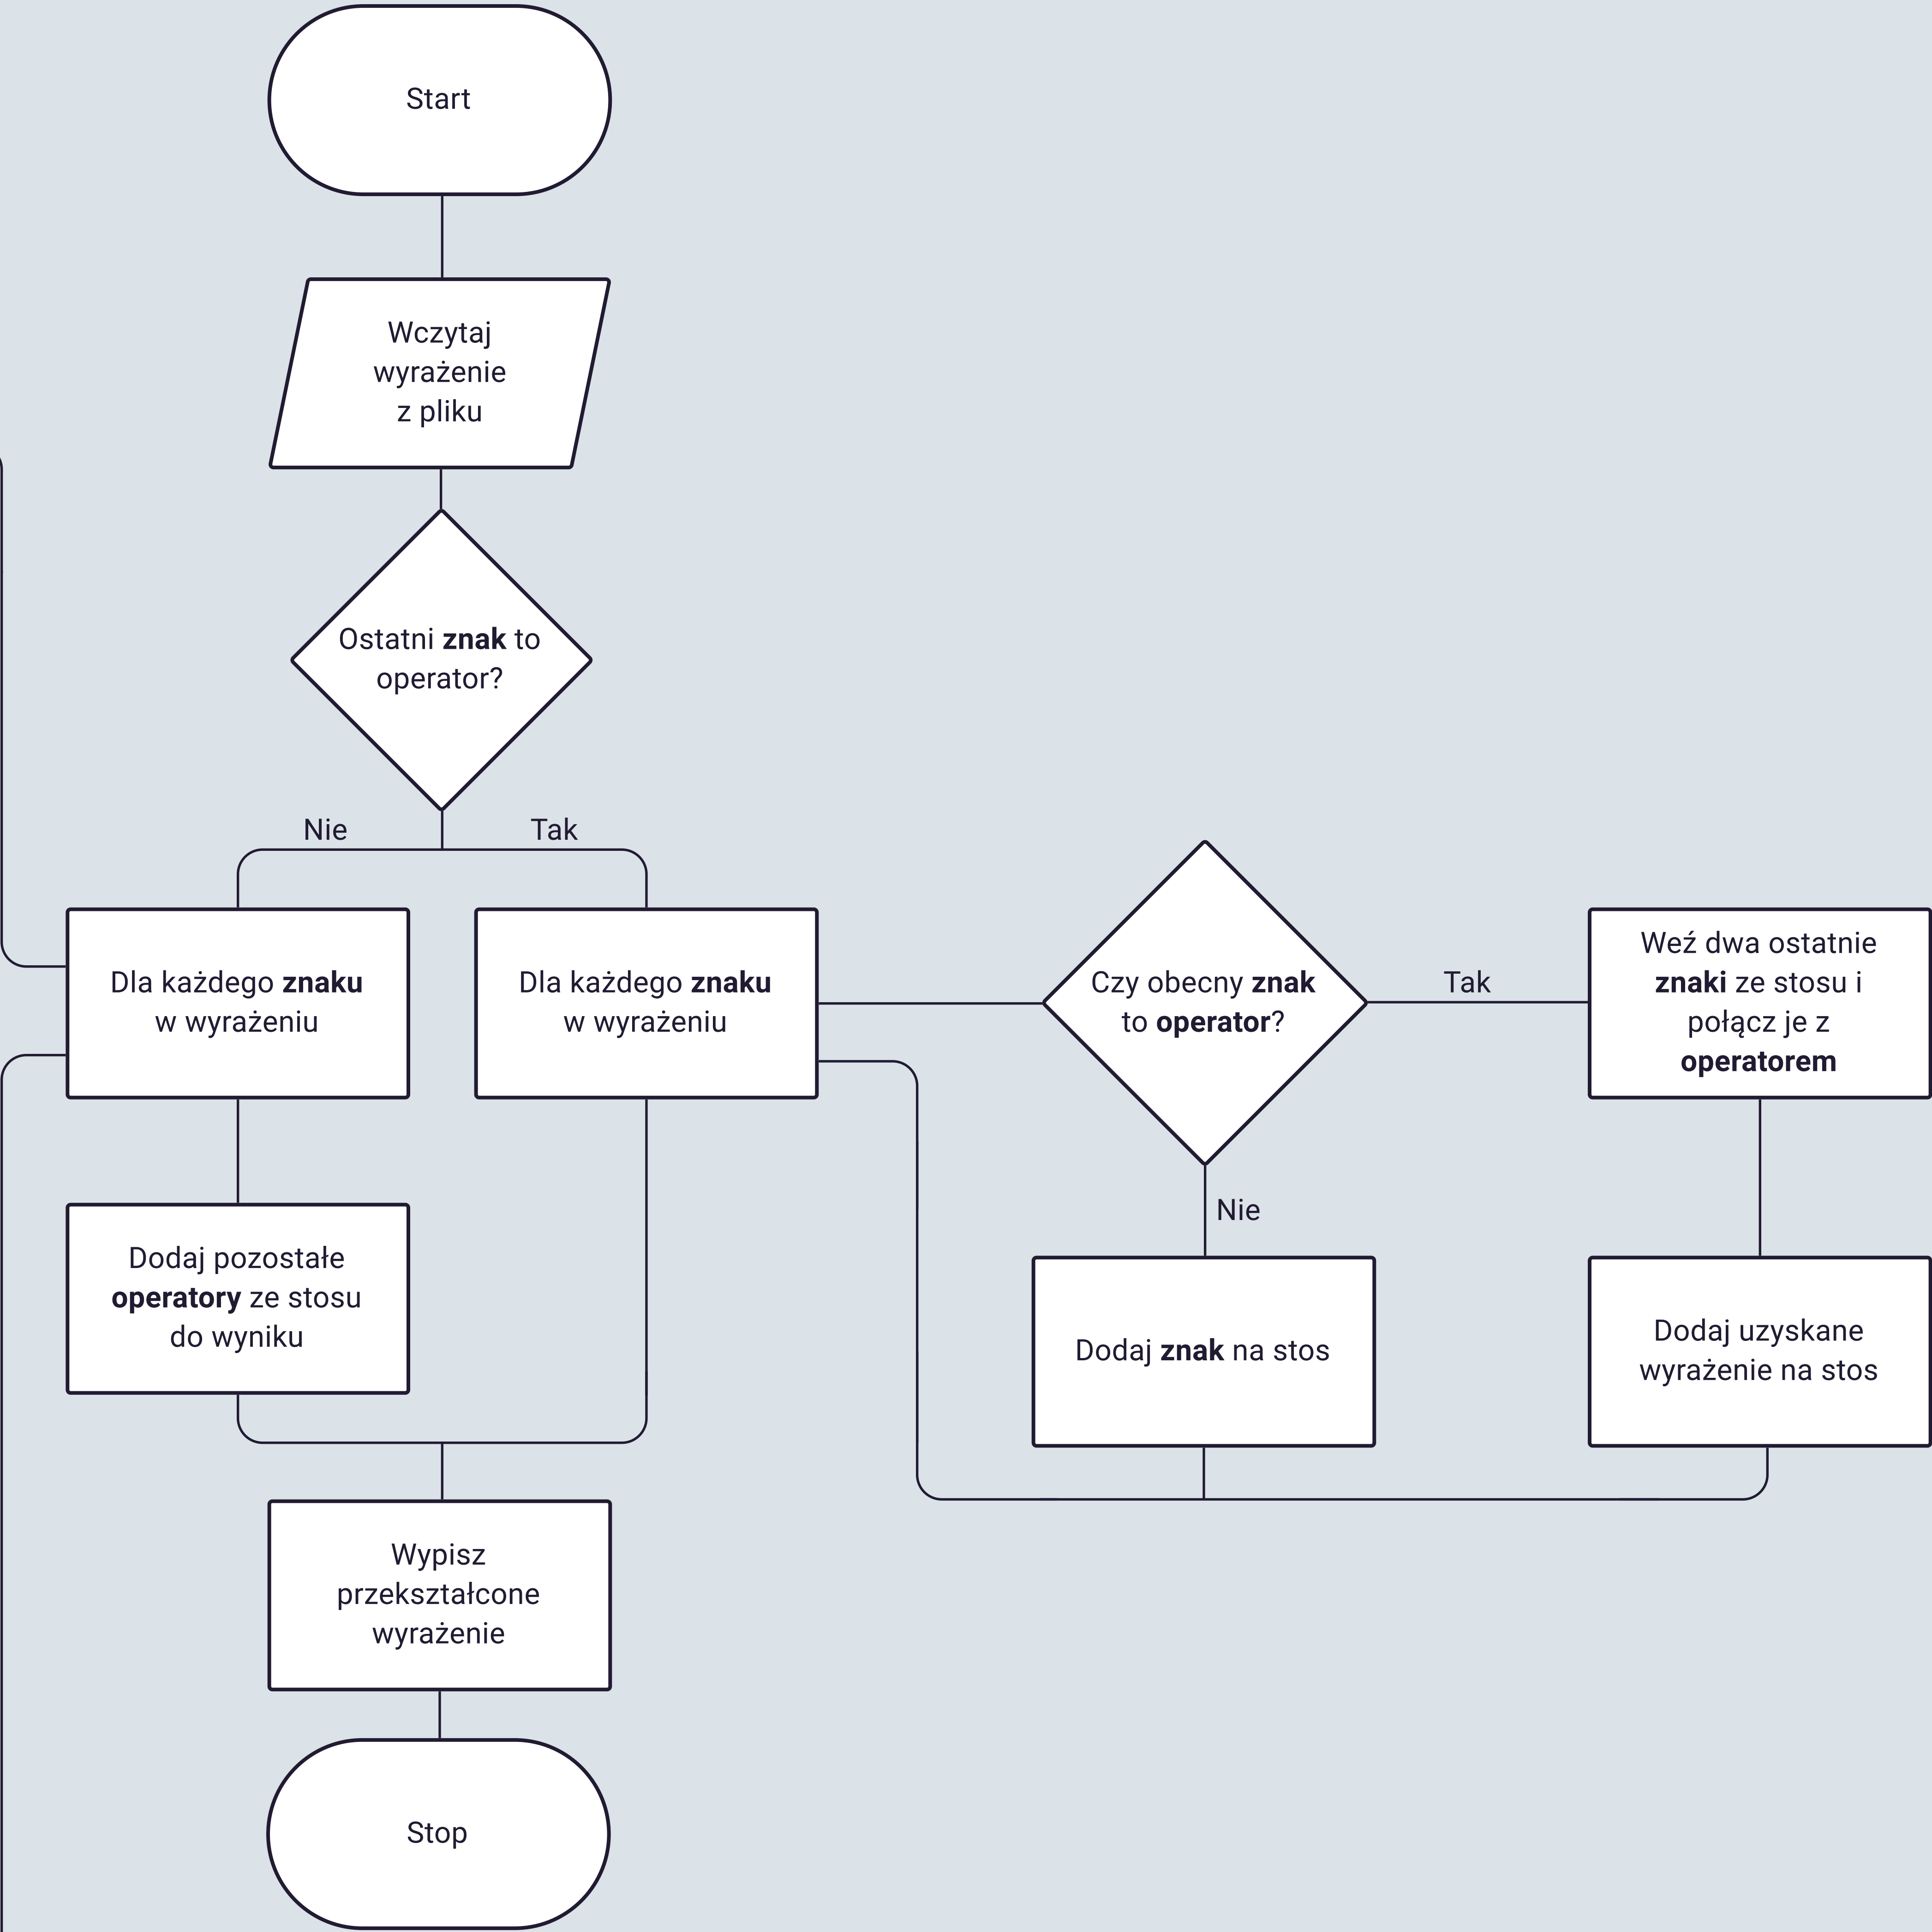 Start
Wczytaj
wyrażenie
z pliku
Ostatni znak to
operator?
Nie
Tak
Dla każdego znaku
w wyrażeniu
Dla każdego znaku
w wyrażeniu
Czy obecny znak
to operator?
Tak
Weź dwa ostatnie
znaki ze stosu i
połącz je z
operatorem
Nie
Dodaj pozostałe
operatory ze stosu
do wyniku
Dodaj znak na stos
Dodaj uzyskane
wyrażenie na stos
Wypisz
przekształcone
wyrażenie
Stop